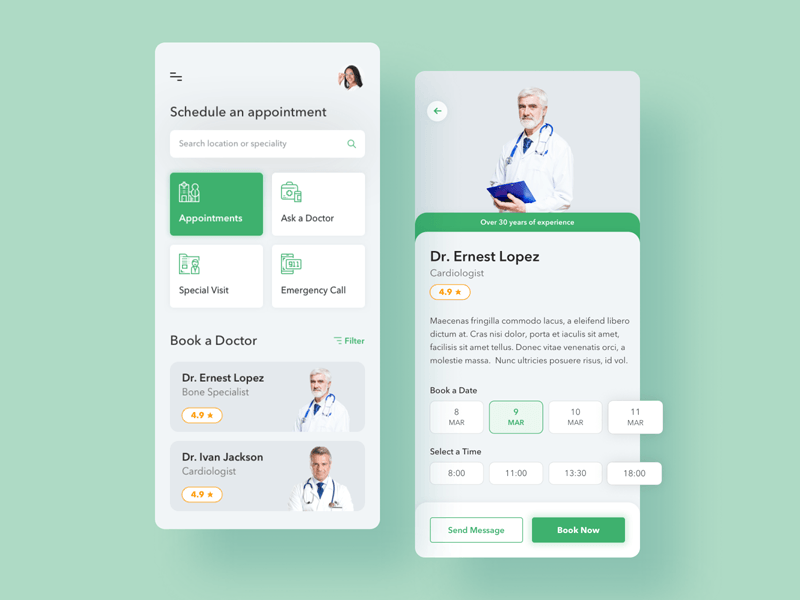 Schedule an appointment
Search location or speciality
Appointments
Ask a Doctor
911
Special Visit
Emergency Call
Book a Doctor
Filter
Dr. Ernest Lopez
Bone Specialist
4.9 ★
Dr. Ivan Jackson
Cardiologist
4.9 ★
Over 30 years of experience
Dr. Ernest Lopez
Cardiologist
4.9 ★
Maecenas fringilla commodo lacus, a eleifend libero
dictum at. Cras nisi dolor, porta et iaculis sit amet,
facilisis sit amet tellus. Donec vitae venenatis orci, a
molestie massa. Nunc ultricies posuere risus, id vol.
Book a Date
8 9 10 11
MAR MAR MAR MAR
Select a Time
8:00 11:00 13:30 18:00
Send Message Book Now